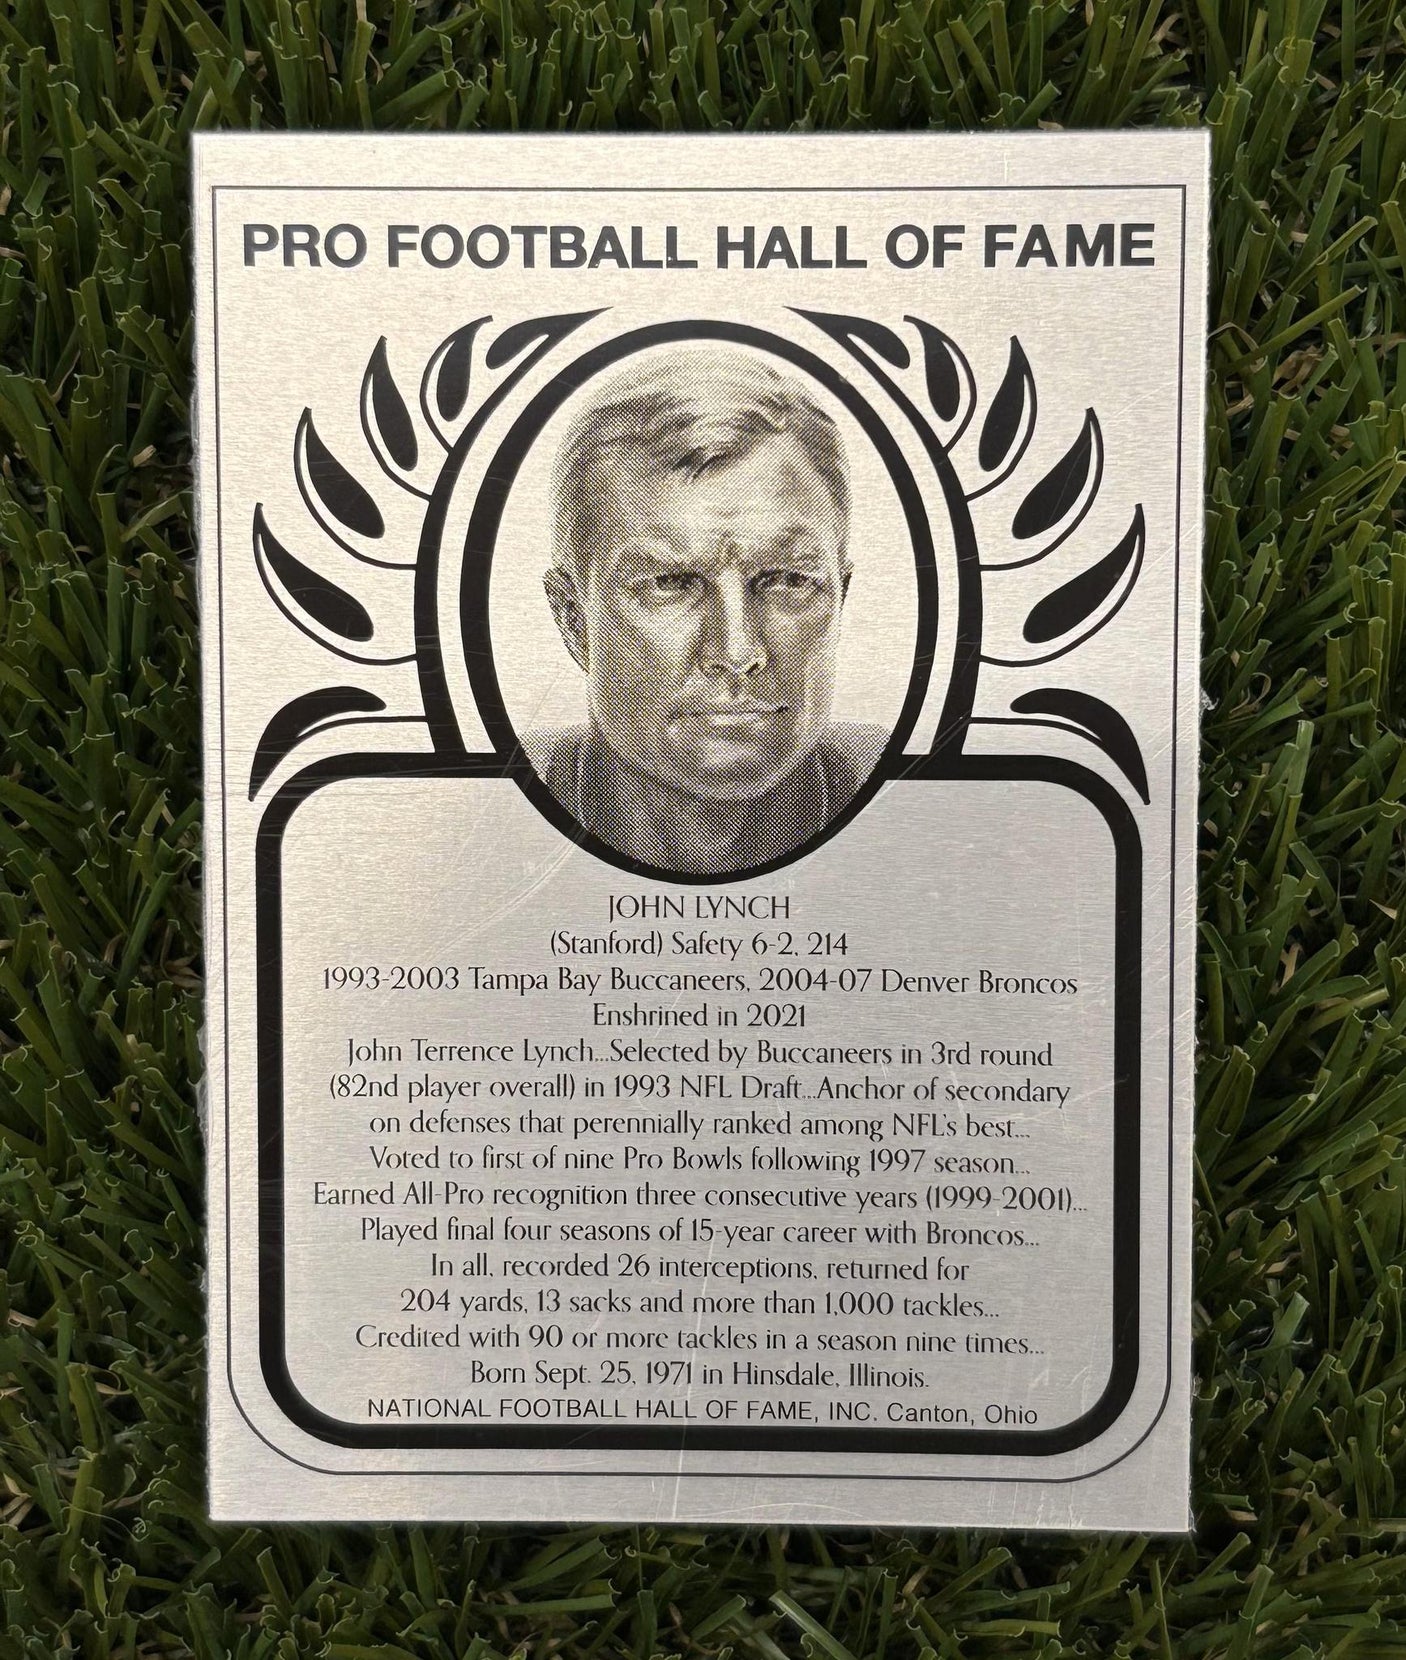 PRO FOOTBALL HALL OF FAME
JOHN LYNCH
(Stanford) Safety 6-2, 214
1993-2003 Tampa Bay Buccaneers, 2004-07 Denver Broncos
Enshrined in 2021
John Terrence Lynch...Selected by Buccaneers in 3rd round
(82nd player overall) in 1993 NFL Draft...Anchor of secondary
on defenses that perennially ranked among NFL's best...
Voted to first of nine Pro Bowls following 1997 season...
Earned All-Pro recognition three consecutive years (1999-2001)...
Played final four seasons of 15-year career with Broncos...
In all, recorded 26 interceptions, returned for
204 yards, 13 sacks and more than 1,000 tackles...
Credited with 90 or more tackles in a season nine times...
Born Sept. 25, 1971 in Hinsdale, Illinois.
NATIONAL FOOTBALL HALL OF FAME, INC. Canton, Ohio